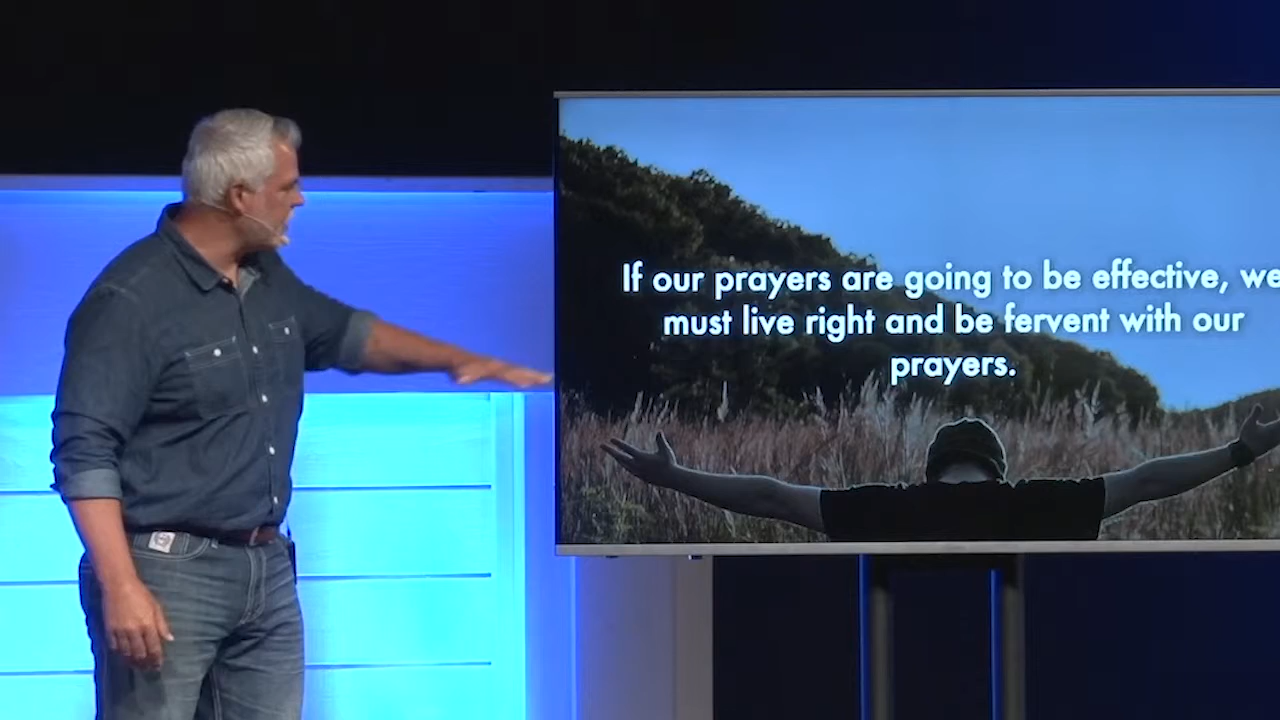 If our prayers are going to be effective, we
must live right and be fervent with our
prayers.